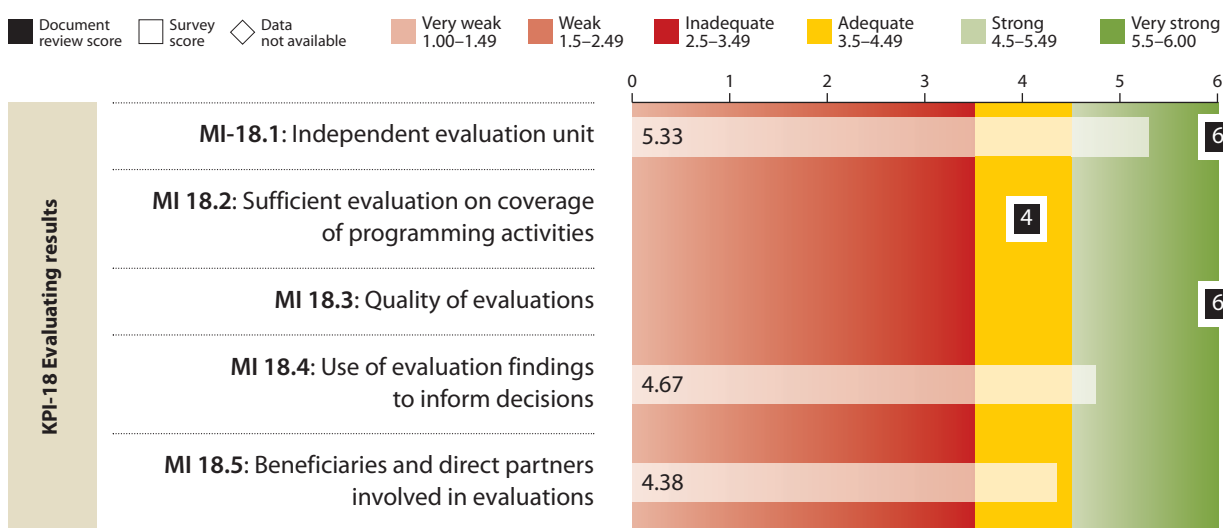 Document
review score
Survey
score
Data
not available
Very weak
1.00–1.49
Weak
1.5–2.49
Inadequate
2.5–3.49
Adequate
3.5–4.49
Strong
4.5–5.49
Very strong
5.5–6.00
0 1 2 3 4 5 6
KPI-18 Evaluating results
MI-18.1: Independent evaluation unit
5.33
6
MI 18.2: Sufficient evaluation on coverage
of programming activities
4
MI 18.3: Quality of evaluations
6
MI 18.4: Use of evaluation findings
to inform decisions
4.67
MI 18.5: Beneficiaries and direct partners
involved in evaluations
4.38